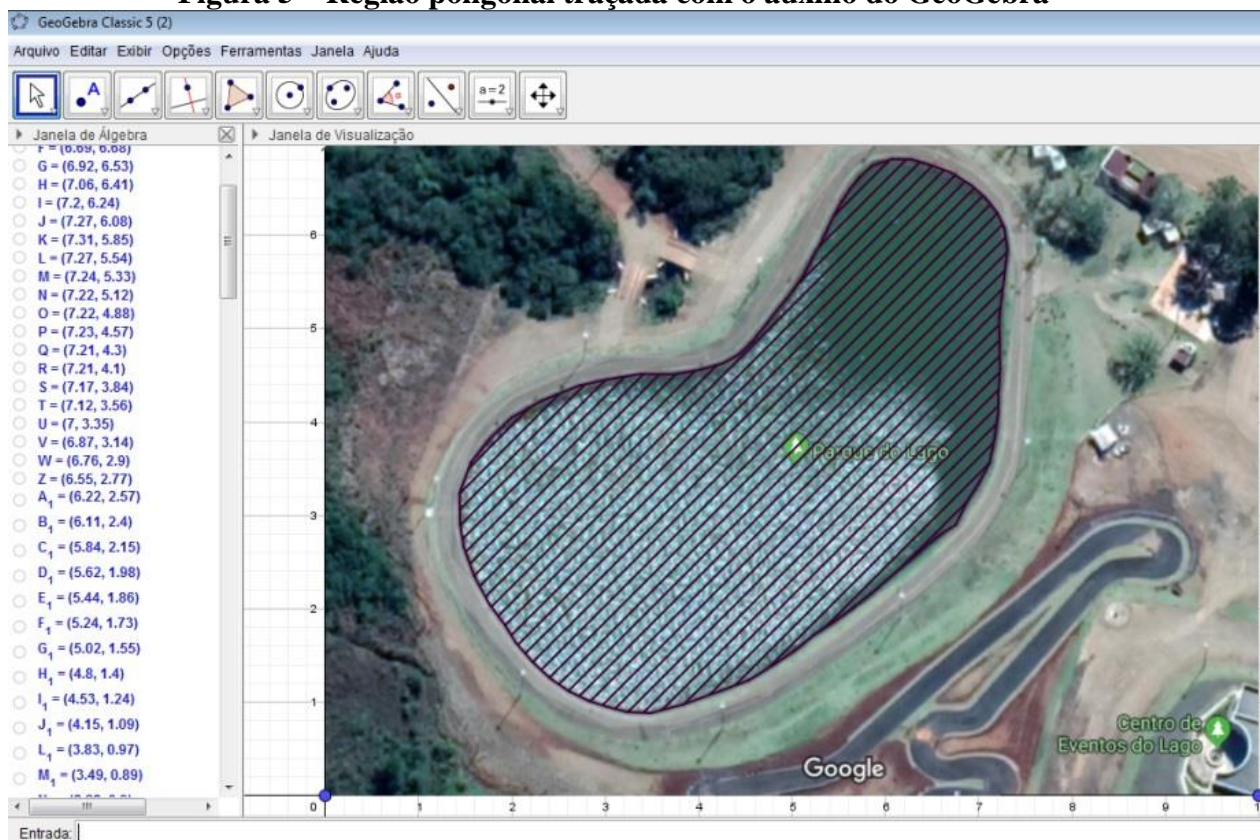 Figura 5 – Região poligonal traçada com o auxílio do GeoGebra
GeoGebra Classic 5 (2)
Arquivo Editar Exibir Opções Ferramentas Janela Ajuda
A
a=2
Janela de Álgebra
Janela de Visualização
F = (6.69, 6.68)
G = (6.92, 6.53)
H = (7.06, 6.41)
I = (7.2, 6.24)
J = (7.27, 6.08)
K = (7.31, 5.85)
L = (7.27, 5.54)
M = (7.24, 5.33)
N = (7.22, 5.12)
O = (7.22, 4.88)
P = (7.23, 4.57)
Q = (7.21, 4.3)
R = (7.21, 4.1)
S = (7.17, 3.84)
T = (7.12, 3.56)
U = (7, 3.35)
V = (6.87, 3.14)
W = (6.76, 2.9)
Z = (6.55, 2.77)
A₁ = (6.22, 2.57)
B₁ = (6.11, 2.4)
C₁ = (5.84, 2.15)
D₁ = (5.62, 1.98)
E₁ = (5.44, 1.86)
F₁ = (5.24, 1.73)
G₁ = (5.02, 1.55)
H₁ = (4.8, 1.4)
I₁ = (4.53, 1.24)
J₁ = (4.15, 1.09)
L₁ = (3.83, 0.97)
M₁ = (3.49, 0.89)
6
5
4
3
2
1
Parque do Lago
Centro de
Eventos do Lago
Google
0 1 2 3 4 5 6 7 8 9 1
Entrada: